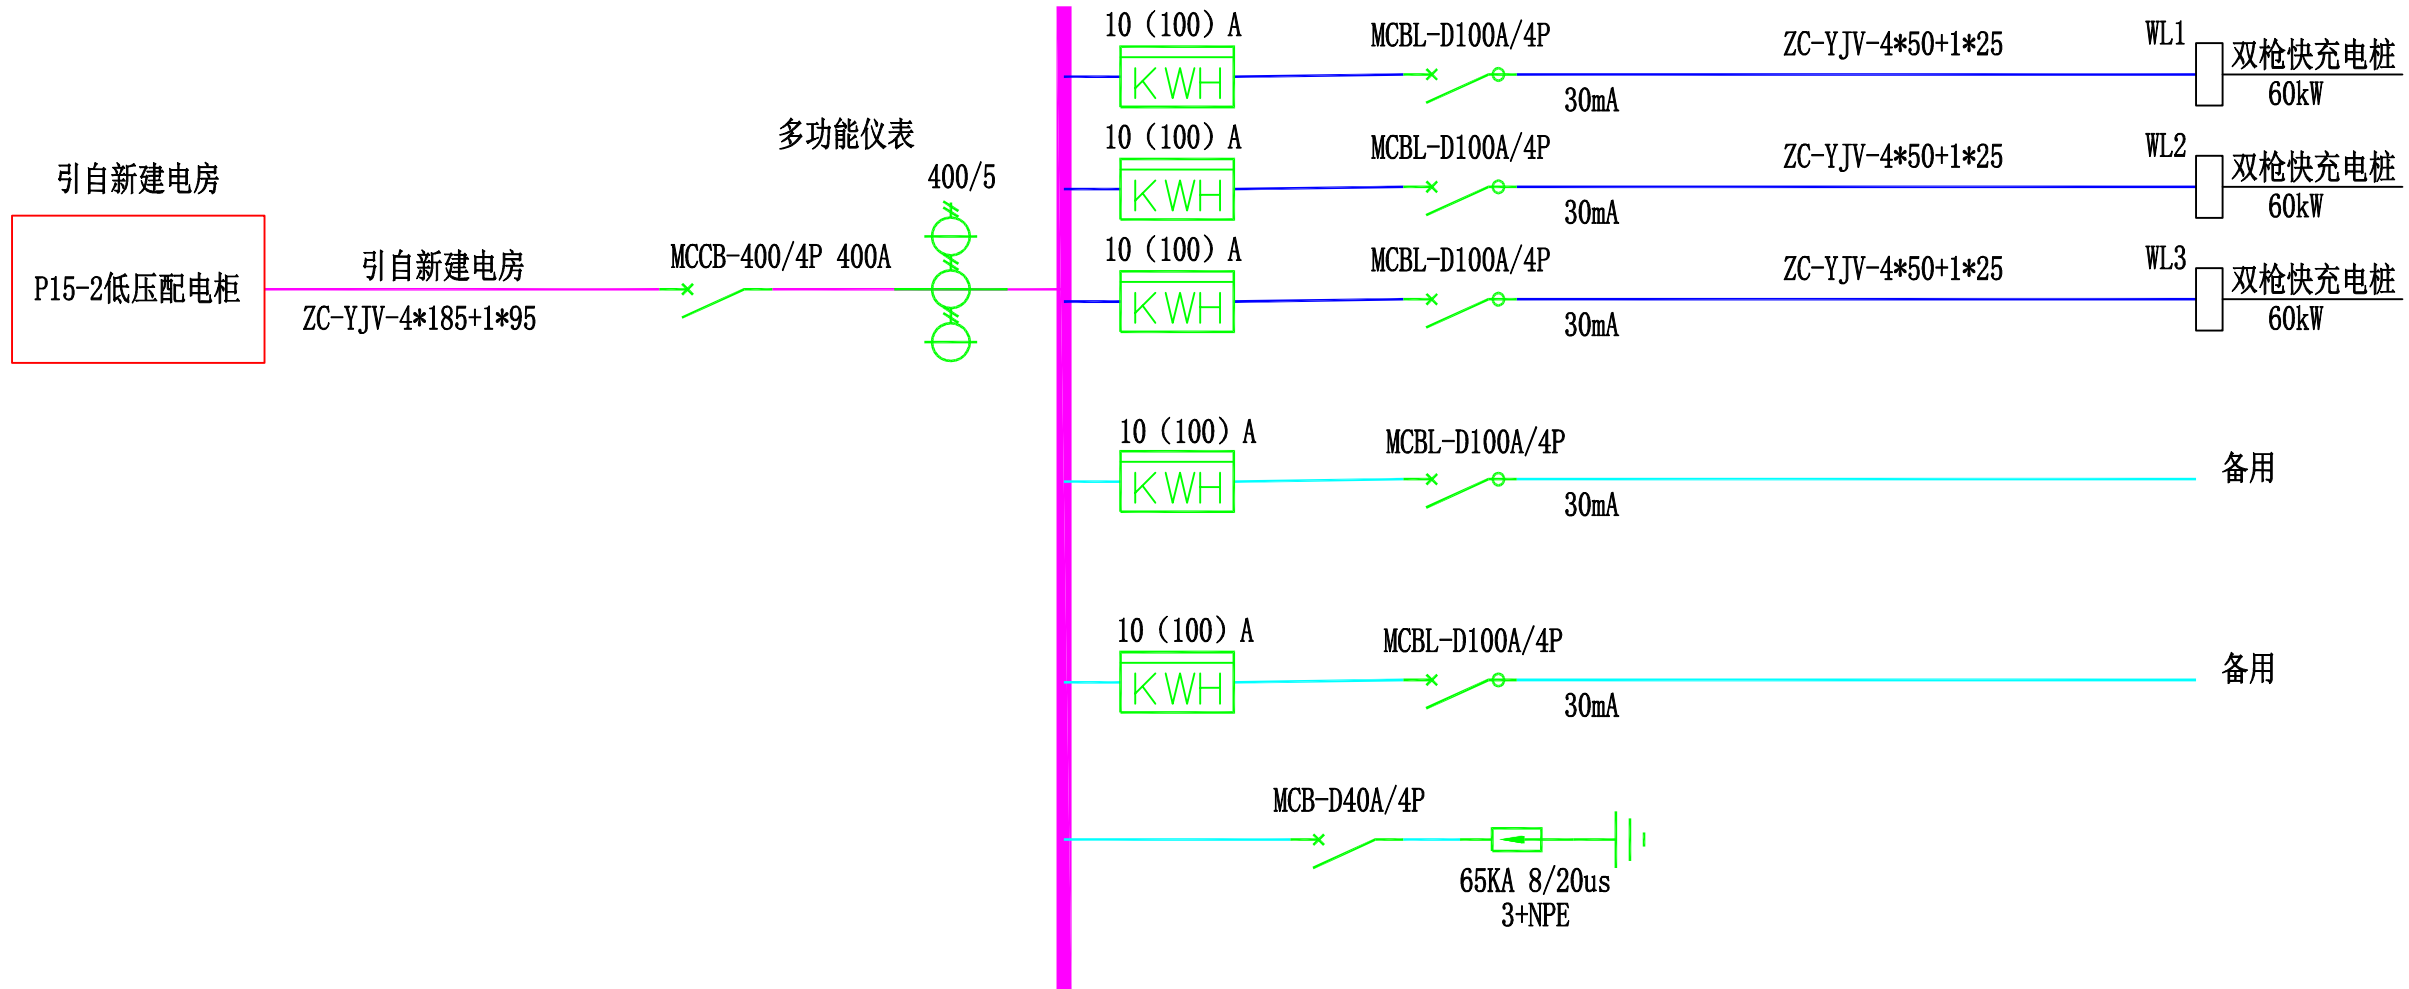 引自新建电房
P15-2低压配电柜
引自新建电房
ZC-YJV-4*185+1*95
MCCB-400/4P 400A
多功能仪表
400/5
10（100）A
KWH
MCBL-D100A/4P
30mA
ZC-YJV-4*50+1*25
WL1
双枪快充电桩
60kW
10（100）A
KWH
MCBL-D100A/4P
30mA
ZC-YJV-4*50+1*25
WL2
双枪快充电桩
60kW
10（100）A
KWH
MCBL-D100A/4P
30mA
ZC-YJV-4*50+1*25
WL3
双枪快充电桩
60kW
10（100）A
KWH
MCBL-D100A/4P
30mA
备用
10（100）A
KWH
MCBL-D100A/4P
30mA
备用
MCB-D40A/4P
65KA 8/20us
3+NPE